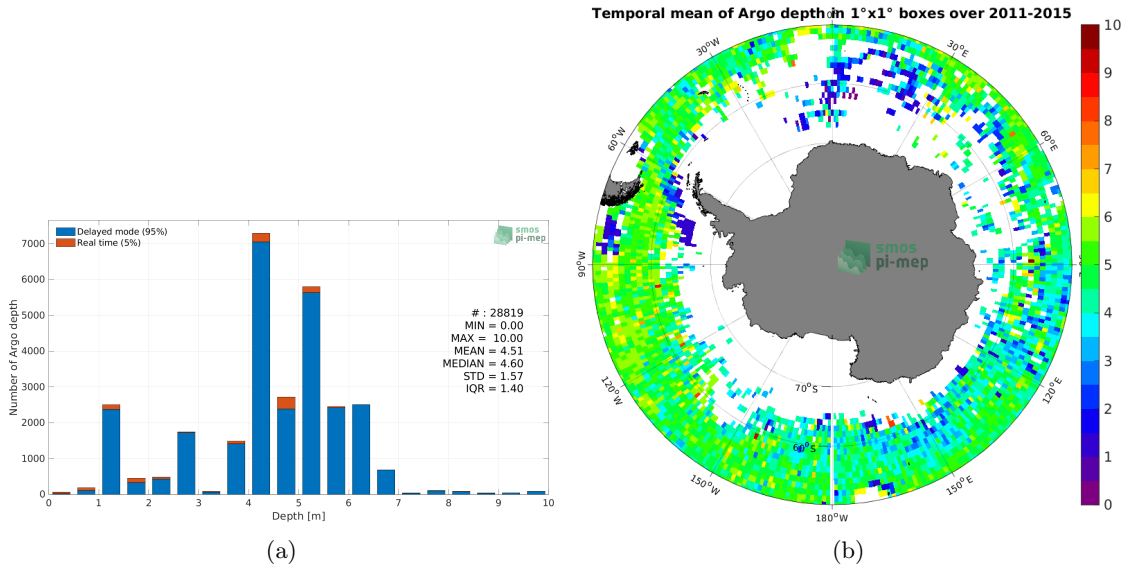 Temporal mean of Argo depth in 1°x1° boxes over 2011-2015
Delayed mode (95%)
Real time (5%)
smos
pi-mep
# : 28819
MIN = 0.00
MAX = 10.00
MEAN = 4.51
MEDIAN = 4.60
STD = 1.57
IQR = 1.40
Number of Argo depth
7000
6000
5000
4000
3000
2000
1000
0
0 1 2 3 4 5 6 7 8 9 10
Depth [m]
(a)
30°W
30°E
60°W
60°E
90°W
120°W
120°E
150°W
150°E
180°W
70°S
60°S
smos
pi-mep
10
9
8
7
6
5
4
3
2
1
0
(b)